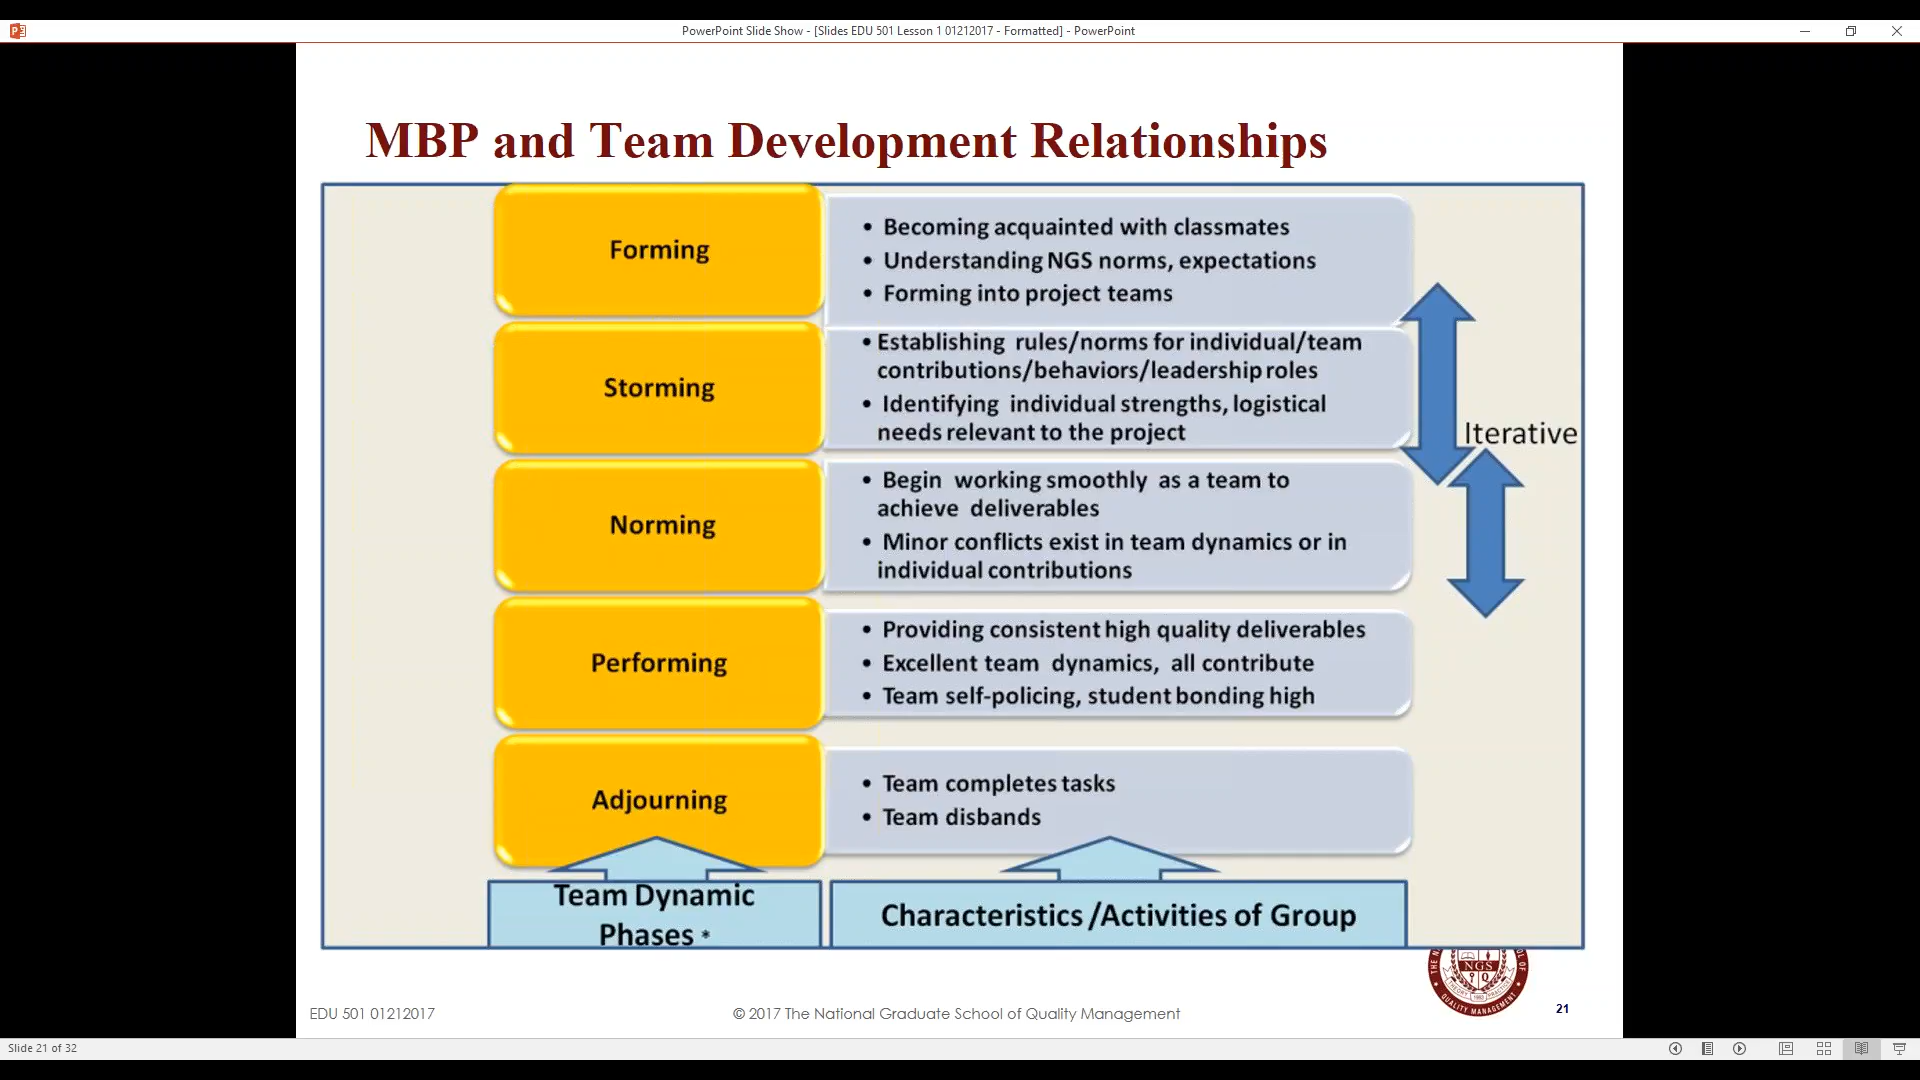 PowerPoint Slide Show - [Slides EDU 501 Lesson 1 01212017 - Formatted] - PowerPoint
MBP and Team Development Relationships
Forming
• Becoming acquainted with classmates
• Understanding NGS norms, expectations
• Forming into project teams
Storming
• Establishing rules/norms for individual/team
contributions/behaviors/leadership roles
• Identifying individual strengths, logistical
needs relevant to the project
Iterative
Norming
• Begin working smoothly as a team to
achieve deliverables
• Minor conflicts exist in team dynamics or in
individual contributions
Performing
• Providing consistent high quality deliverables
• Excellent team dynamics, all contribute
• Team self-policing, student bonding high
Adjourning
• Team completes tasks
• Team disbands
Team Dynamic
Phases *
Characteristics /Activities of Group
NGS
QUALITY MANAGEMENT
EDU 501 01212017
© 2017 The National Graduate School of Quality Management
21
Slide 21 of 32